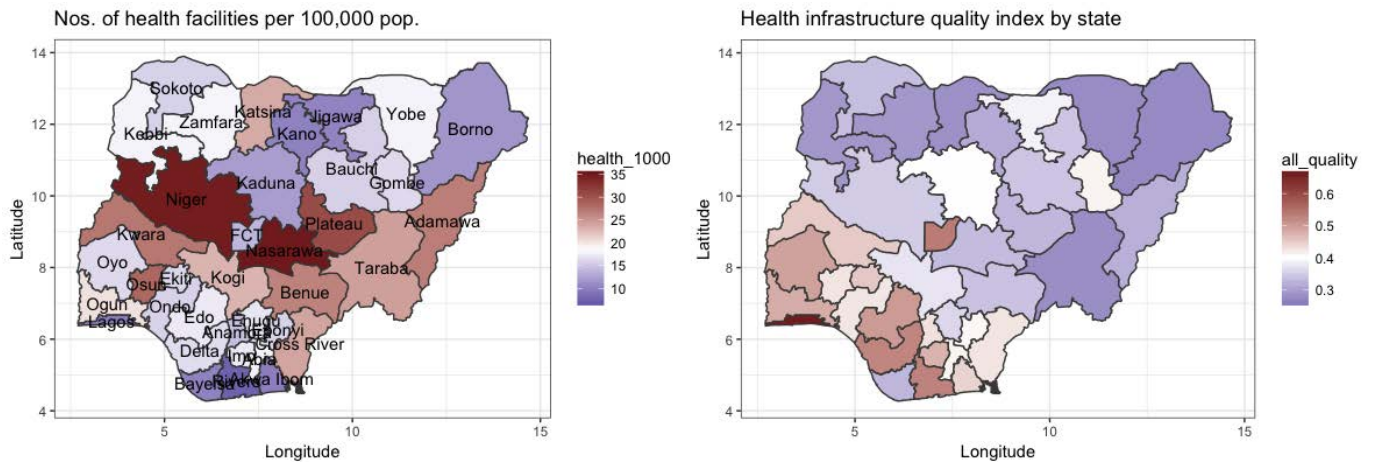 Nos. of health facilities per 100,000 pop.
14
12
10
8
6
4
5
10
15
Latitude
Longitude
Sokoto
Katsina
Jigawa
Yobe
Zamfara
Kebbi
Kano
Borno
Bauchi
Kaduna
Gombe
Niger
Plateau
Adamawa
Kwara
FCT
Nasarawa
Oyo
Taraba
Kogi
Ekiti
Osun
Benue
Ogun
Ondo
Edo
Lagos
Enugu
Ebonyi
Anambra
Cross River
Delta
Imo
Abia
Bayelsa
Rivers
Akwa Ibom
health_1000
35
30
25
20
15
10
Health infrastructure quality index by state
14
12
10
8
6
4
5
10
15
Latitude
Longitude
all_quality
0.6
0.5
0.4
0.3